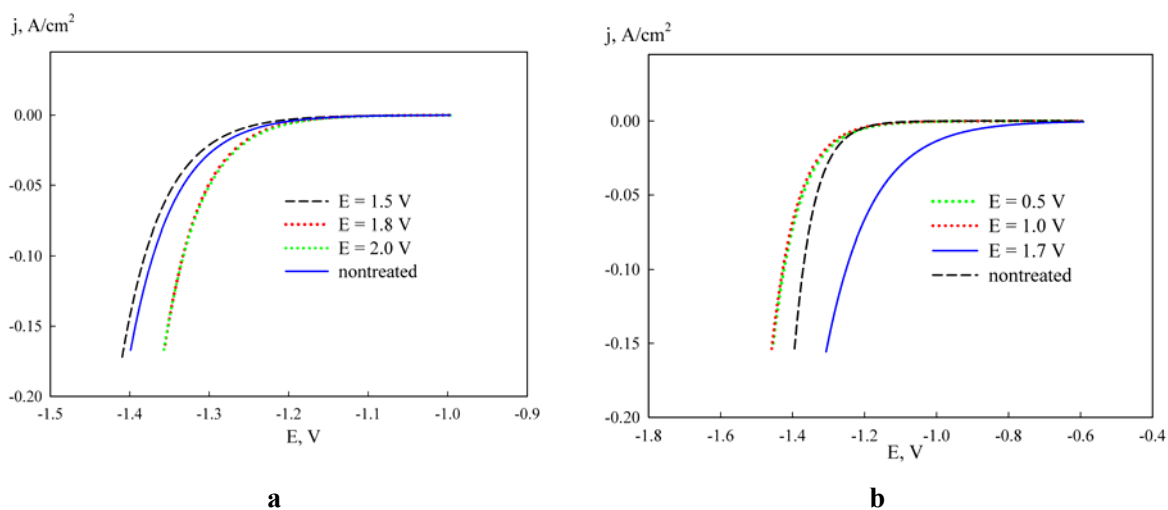 j, A/cm²
0.00
-0.05
-0.10
-0.15
-0.20
E = 1.5 V
E = 1.8 V
E = 2.0 V
nontreated
-1.5 -1.4 -1.3 -1.2 -1.1 -1.0 -0.9
E, V
a
j, A/cm²
0.00
-0.05
-0.10
-0.15
-0.20
E = 0.5 V
E = 1.0 V
E = 1.7 V
nontreated
-1.8 -1.6 -1.4 -1.2 -1.0 -0.8 -0.6 -0.4
E, V
b